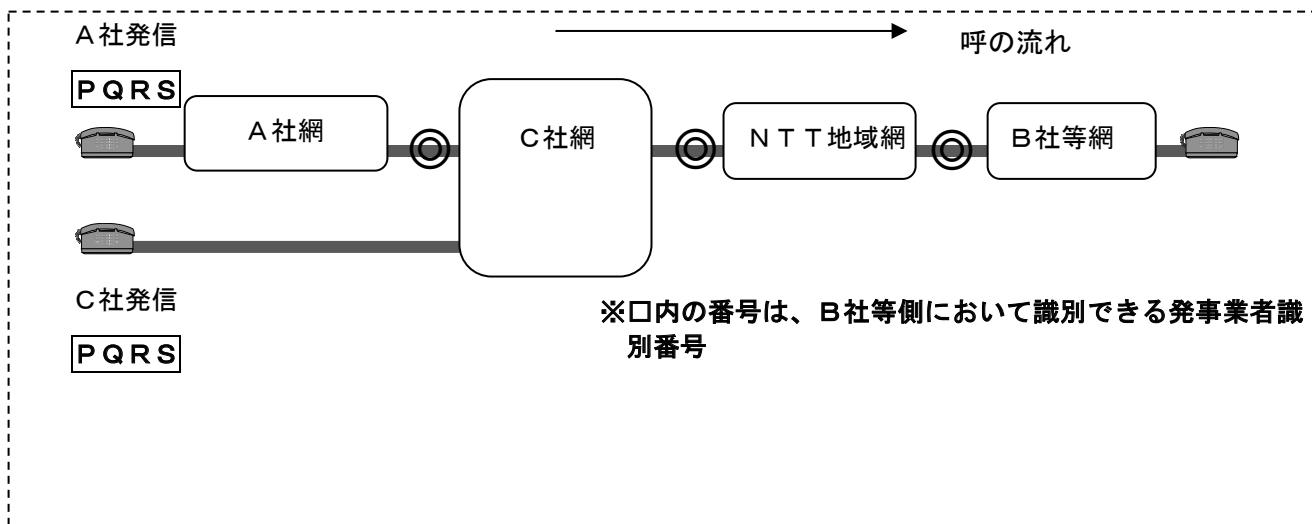 A社発信
呼の流れ
PQRS
A社網
C社網
NTT地域網
B社等網
C社発信
※口内の番号は、B社等側において識別できる発事業者識
別番号
PQRS